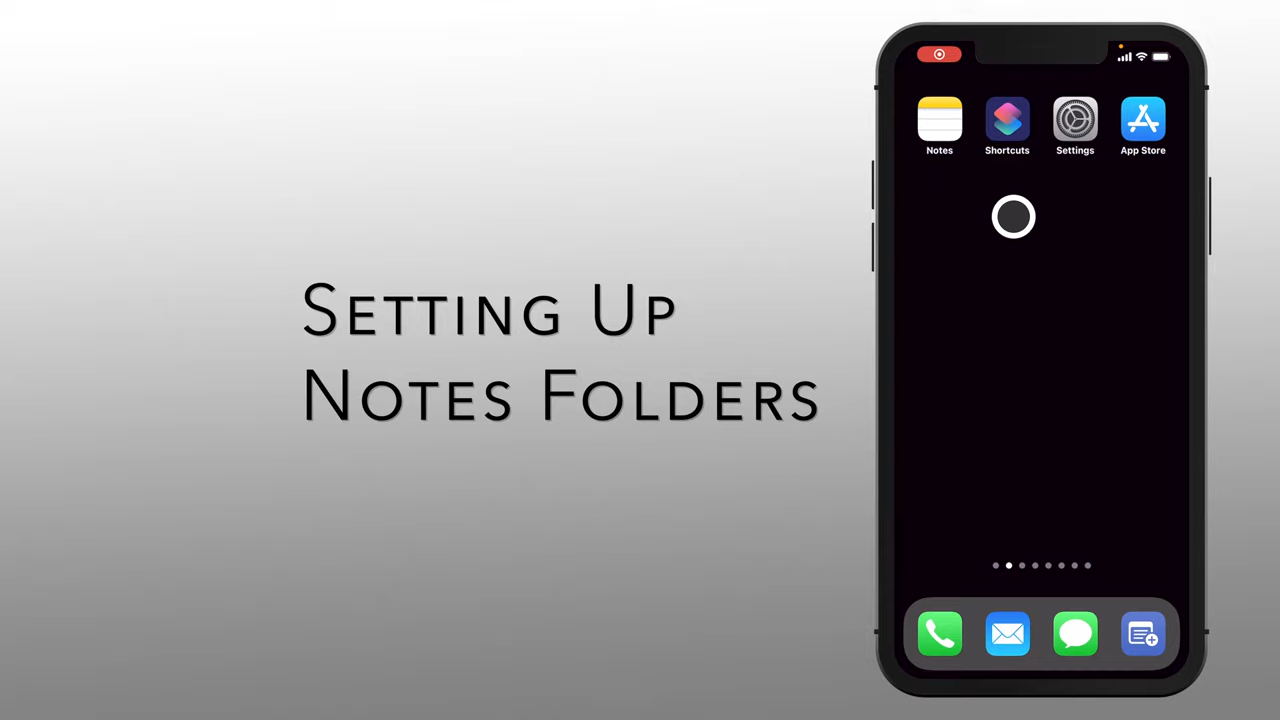 Setting Up
Notes Folders
Notes
Shortcuts
Settings
App Store